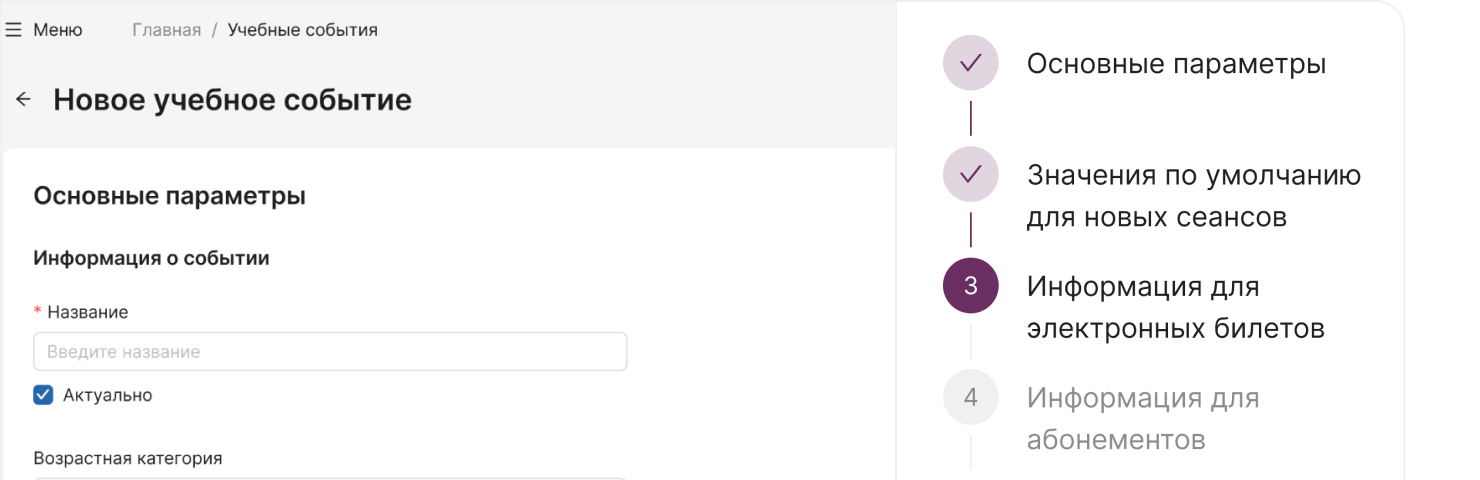 Меню
Главная / Учебные события
Новое учебное событие
Основные параметры
Информация о событии
* Название
Введите название
Актуально
Возрастная категория
Основные параметры
Значения по умолчанию
для новых сеансов
3
Информация для
электронных билетов
4
Информация для
абонементов